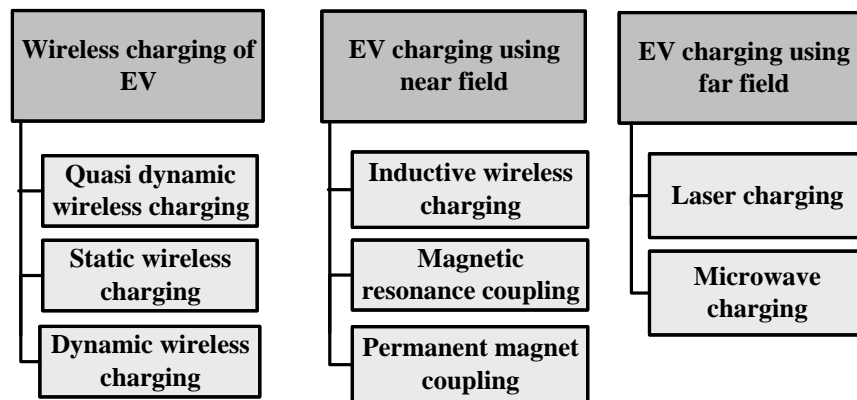 Wireless charging of
EV
Quasi dynamic
wireless charging
Static wireless
charging
Dynamic wireless
charging
EV charging using
near field
Inductive wireless
charging
Magnetic
resonance coupling
Permanent magnet
coupling
EV charging using
far field
Laser charging
Microwave
charging